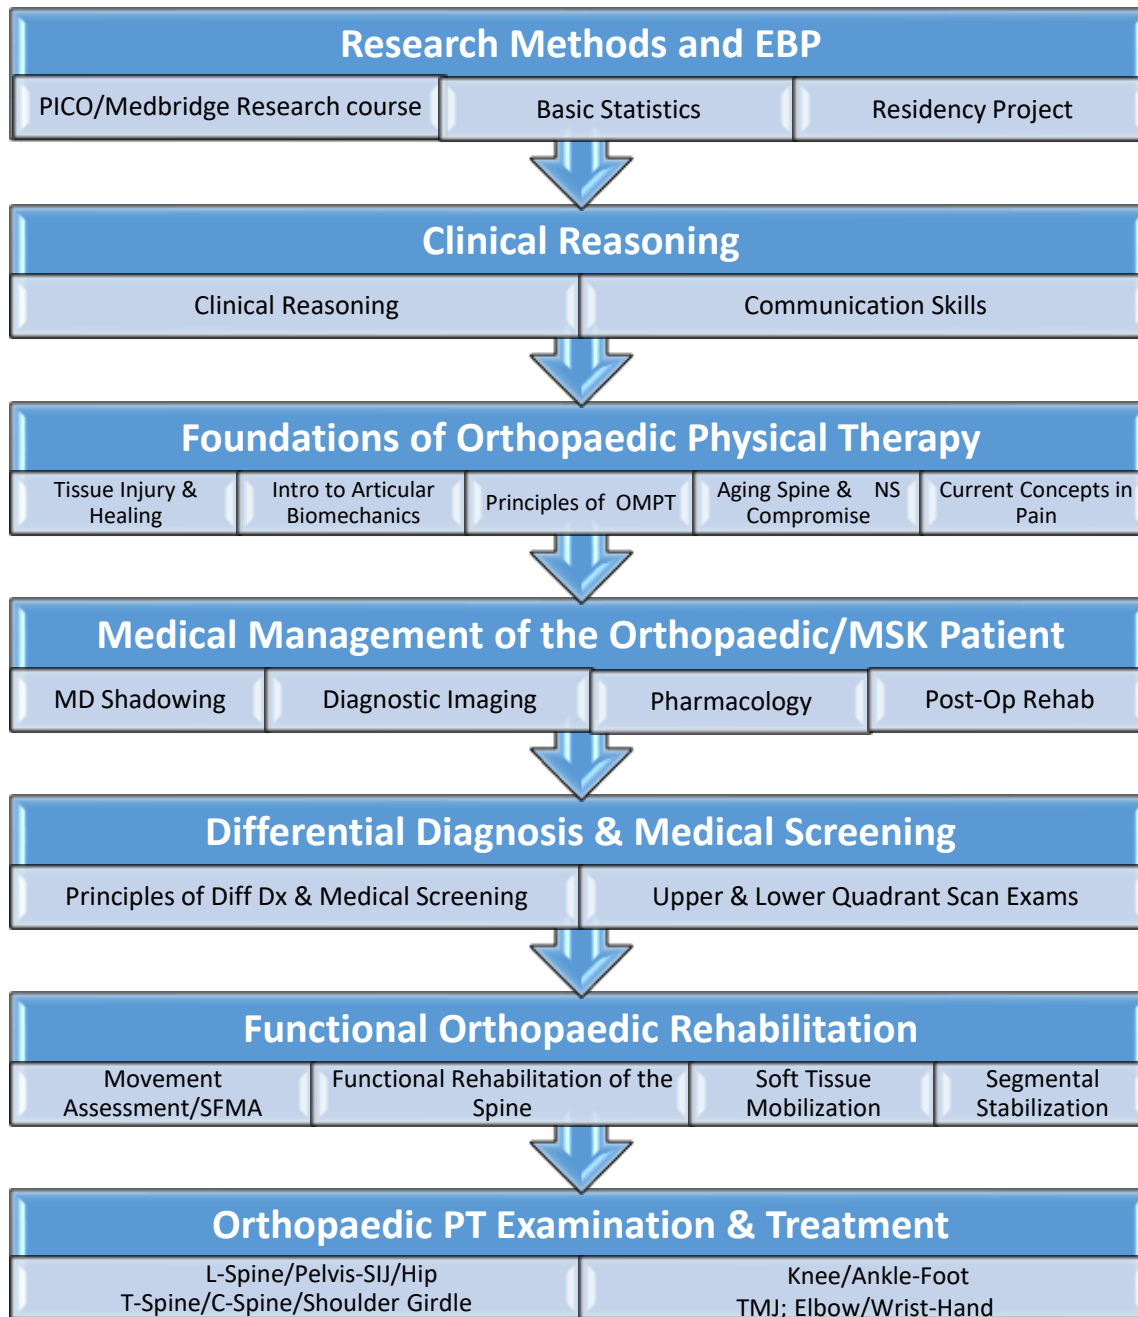 Research Methods and EBP
PICO/Medbridge Research course
Basic Statistics
Residency Project
Clinical Reasoning
Clinical Reasoning
Communication Skills
Foundations of Orthopaedic Physical Therapy
Tissue Injury &
Healing
Intro to Articular
Biomechanics
Principles of OMPT
Aging Spine & NS
Compromise
Current Concepts in
Pain
Medical Management of the Orthopaedic/MSK Patient
MD Shadowing
Diagnostic Imaging
Pharmacology
Post-Op Rehab
Differential Diagnosis & Medical Screening
Principles of Diff Dx & Medical Screening
Upper & Lower Quadrant Scan Exams
Functional Orthopaedic Rehabilitation
Movement
Assessment/SFMA
Functional Rehabilitation of the
Spine
Soft Tissue
Mobilization
Segmental
Stabilization
Orthopaedic PT Examination & Treatment
L-Spine/Pelvis-SIJ/Hip
T-Spine/C-Spine/Shoulder Girdle
Knee/Ankle-Foot
TMJ; Elbow/Wrist-Hand